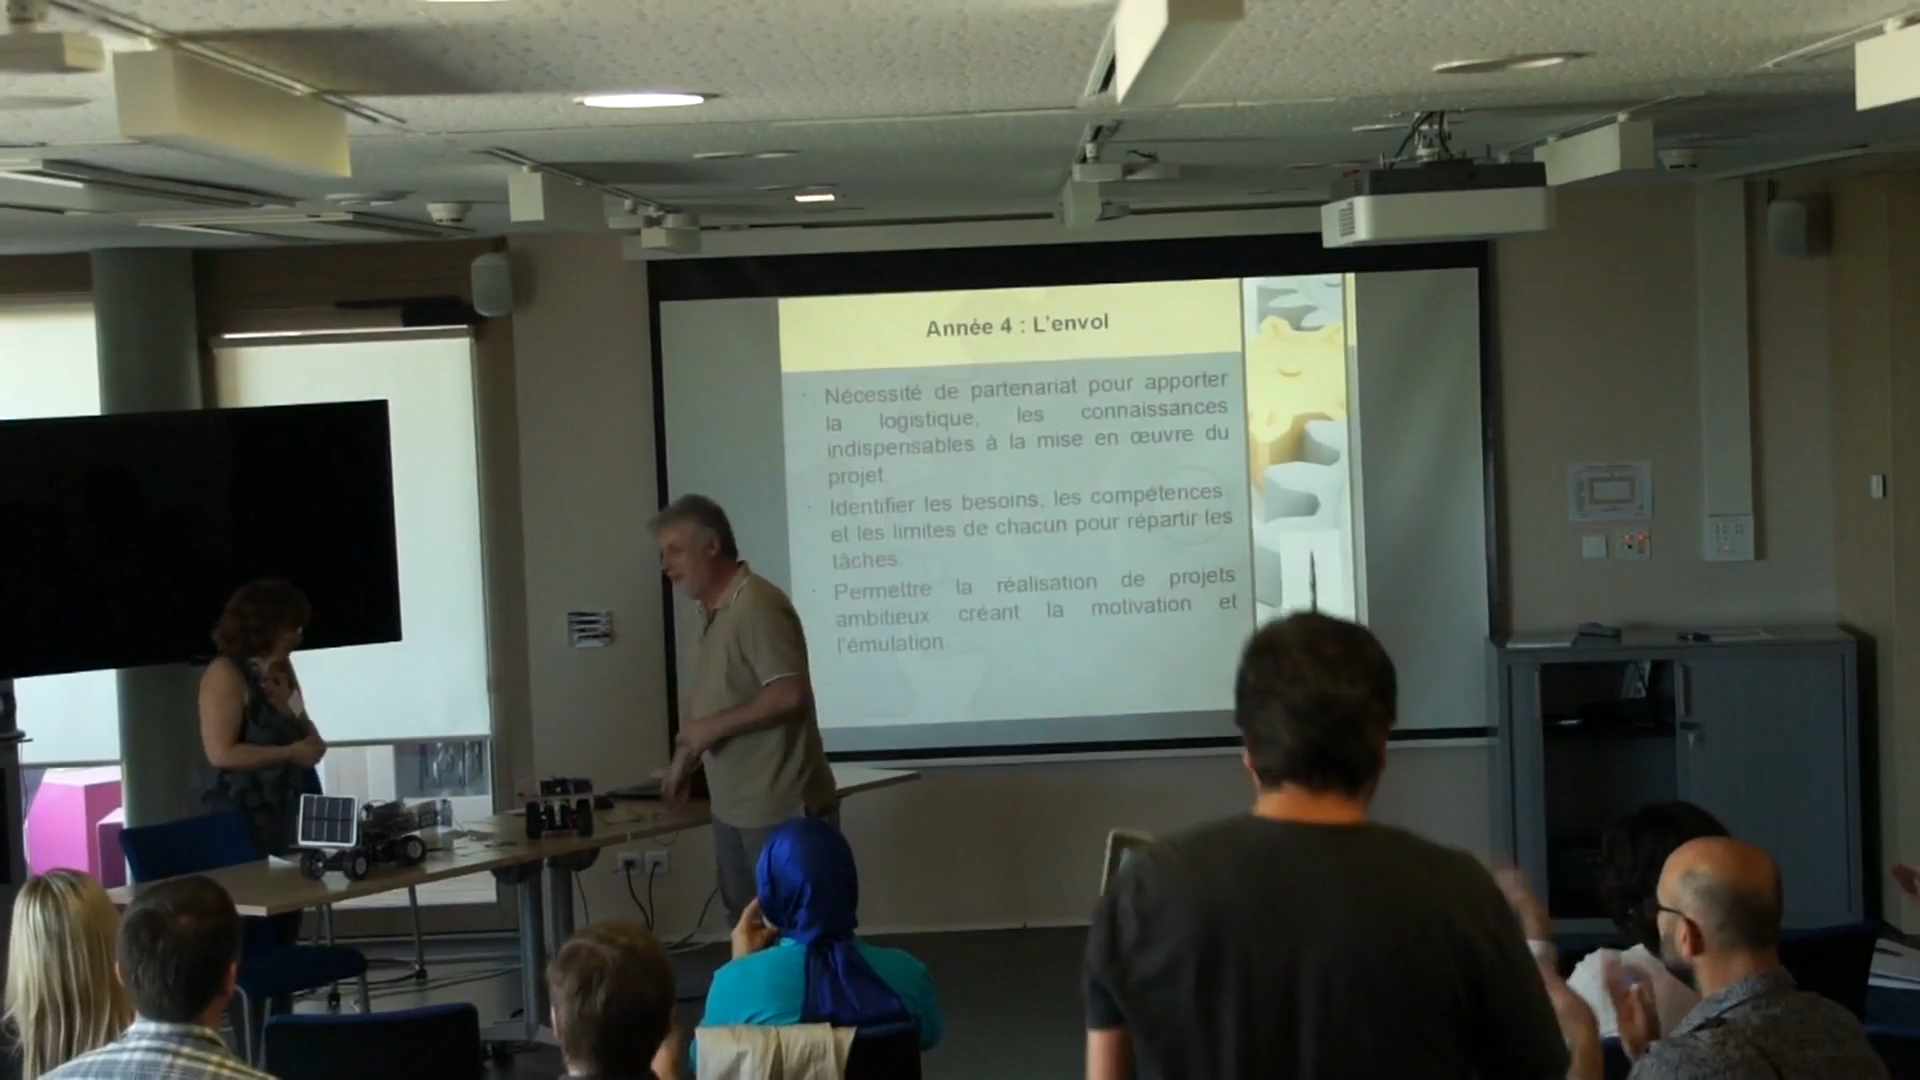 Année 4 : L'envol
Nécessité de partenariat pour apporter
la logistique, les connaissances
indispensables à la mise en œuvre du
projet.
Identifier les besoins, les compétences
et les limites de chacun pour répartir les
tâches.
Permettre la réalisation de projets
ambitieux créant la motivation et
l'émulation